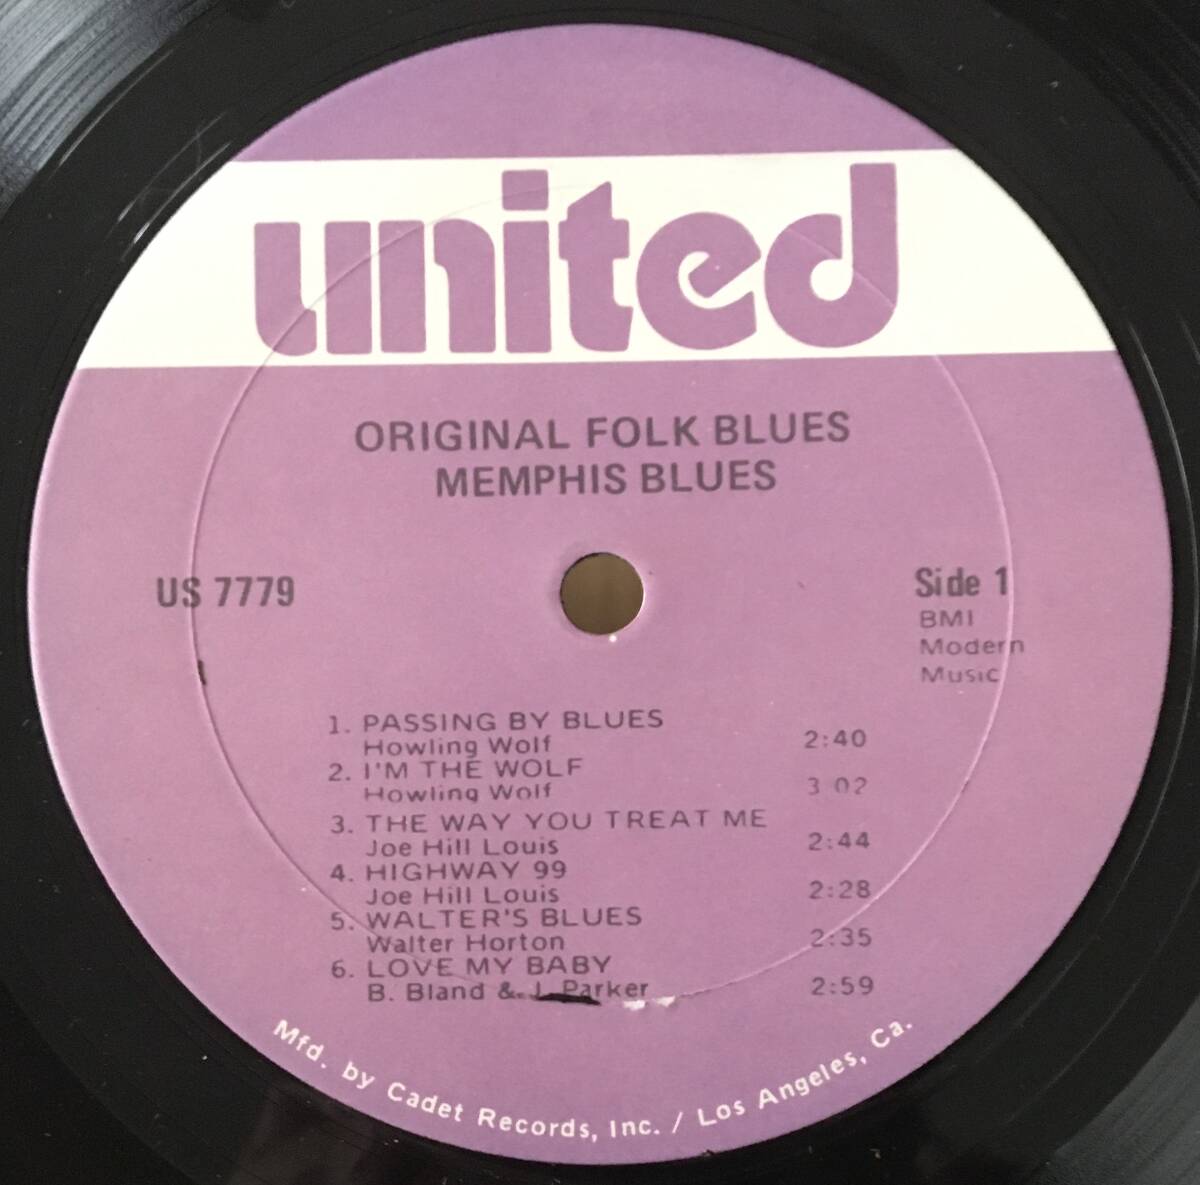 united
ORIGINAL FOLK BLUES
MEMPHIS BLUES
US 7779
Side 1
BMI
Modern
Music
1. PASSING BY BLUES
Howling Wolf 2:40
2. I'M THE WOLF
Howling Wolf 3 02
3. THE WAY YOU TREAT ME
Joe Hill Louis 2:44
4. HIGHWAY 99
Joe Hill Louis 2:28
5. WALTER'S BLUES
Walter Horton 2:35
6. LOVE MY BABY
B. Bland & J. Parker 2:59
Mfd. by Cadet Records, Inc. / Los Angeles, Ca.